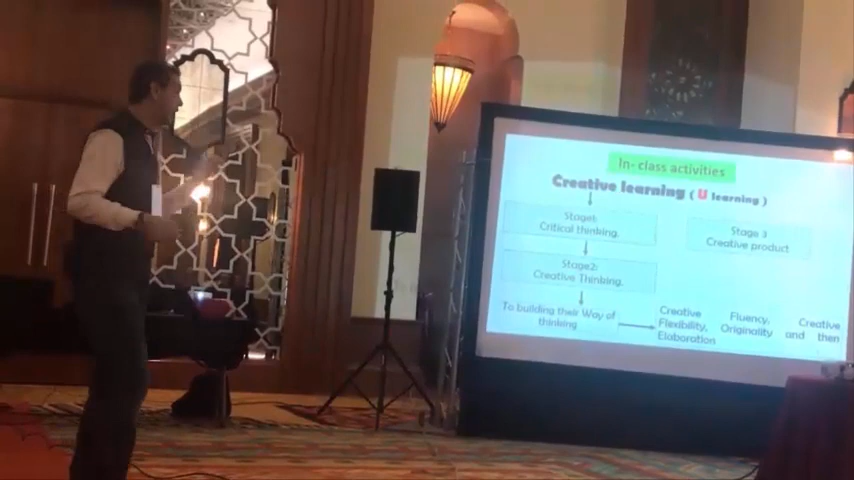 In- class activities
Creative learning ( U learning )
Stage1:
Critical thinking.
Stage 3
Creative product
Stage2:
Creative Thinking.
To building their Way of
thinking
Creative Fluency, Creative
Flexibility, Originality and then
Elaboration